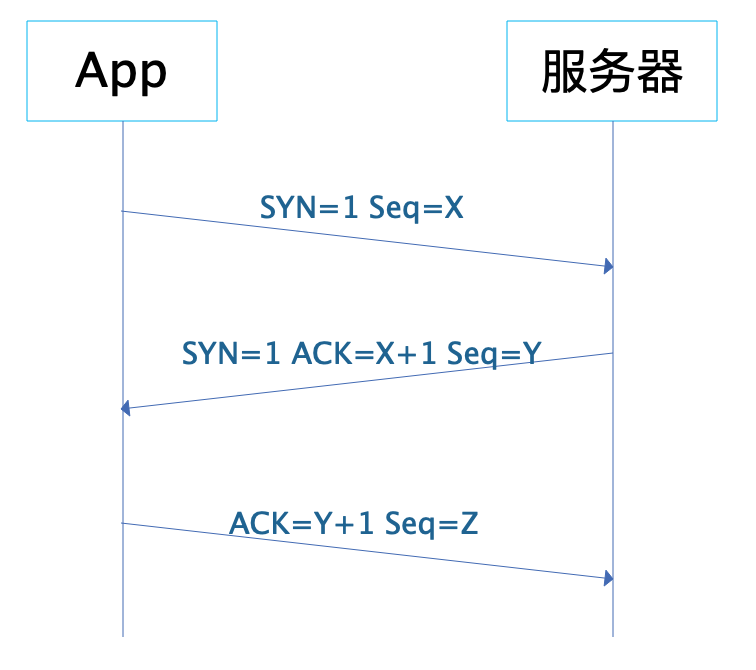 App
服务器
SYN=1 Seq=X
SYN=1 ACK=X+1 Seq=Y
ACK=Y+1 Seq=Z